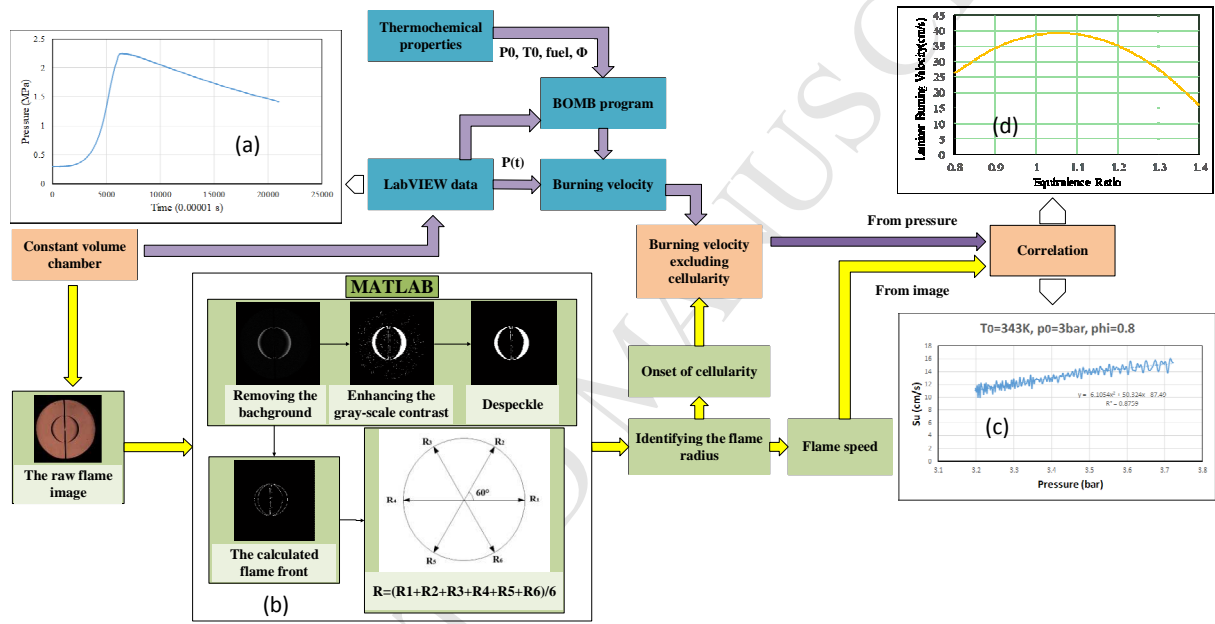 Thermochemical
properties
P0, T0, fuel, Φ
BOMB program
P(t)
LabVIEW data
Burning velocity
2.5
2
1.5
1
0.5
0
Pressure (MPa)
(a)
0
5000
10000
15000
20000
25000
Time (0.00001 s)
45
40
35
30
25
20
15
10
5
0
Laminar Burning Velocity(cm/s)
(d)
0.8
0.9
1
1.1
1.2
1.3
1.4
Equivalence Ratio
Constant volume
chamber
Burning velocity
excluding
cellularity
From pressure
From image
Correlation
MATLAB
Removing the
bachground
Enhancing the
gray-scale contrast
Despeckle
The raw flame
image
The calculated
flame front
R3
R2
R4
60°
R1
R5
R6
R=(R1+R2+R3+R4+R5+R6)/6
(b)
Onset of cellularity
Identifying the flame
radius
Flame speed
T0=343K, p0=3bar, phi=0.8
18
16
14
12
10
8
6
4
2
0
Su (cm/s)
R² = 0.8759
(c)
3.1
3.2
3.3
3.4
3.5
3.6
3.7
3.8
Pressure (bar)